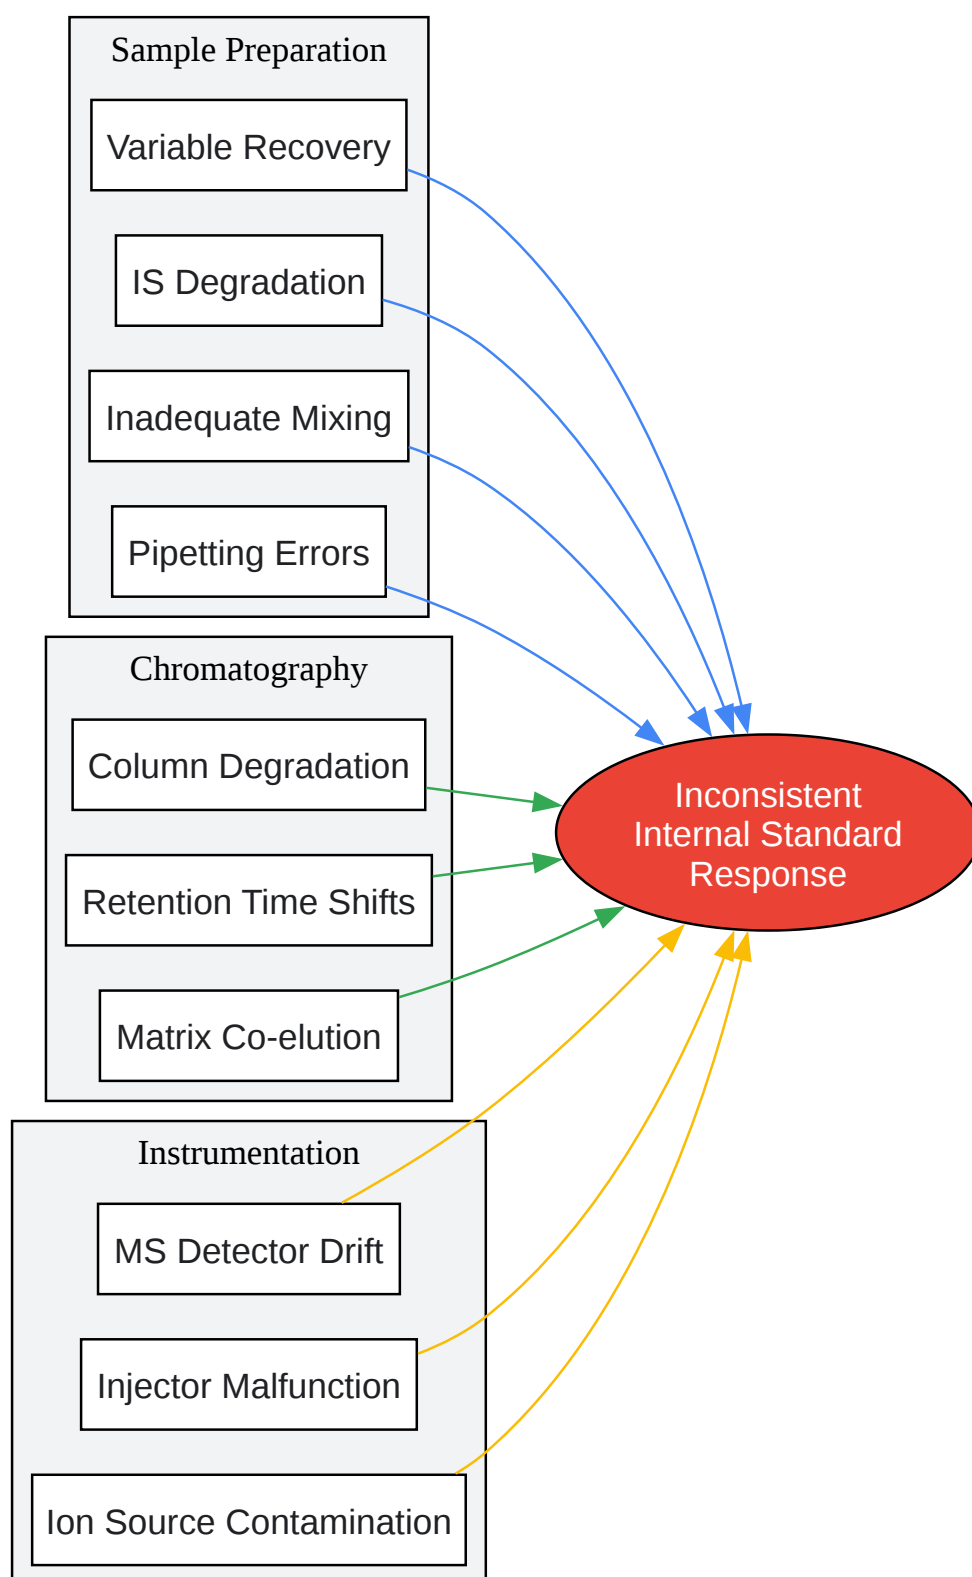 Sample Preparation
Variable Recovery
IS Degradation
Inadequate Mixing
Pipetting Errors
Chromatography
Column Degradation
Retention Time Shifts
Matrix Co-elution
Instrumentation
MS Detector Drift
Injector Malfunction
Ion Source Contamination
Inconsistent
Internal Standard
Response